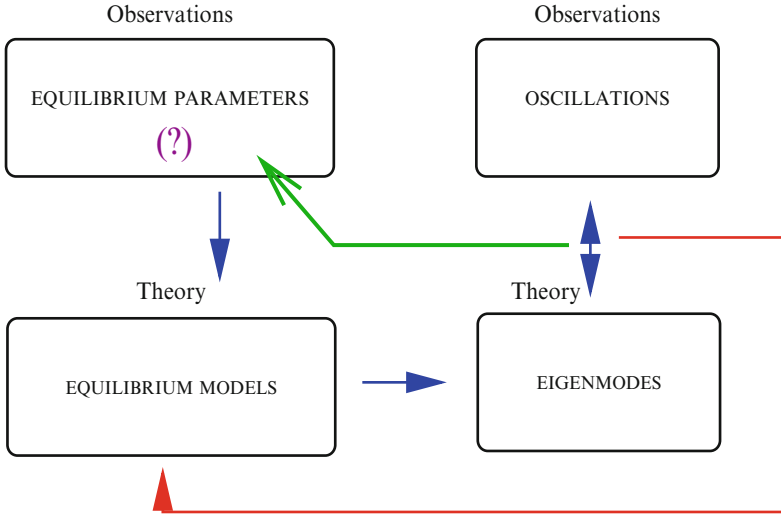 Observations
EQUILIBRIUM PARAMETERS
(?)
Observations
OSCILLATIONS
Theory
EQUILIBRIUM MODELS
Theory
EIGENMODES